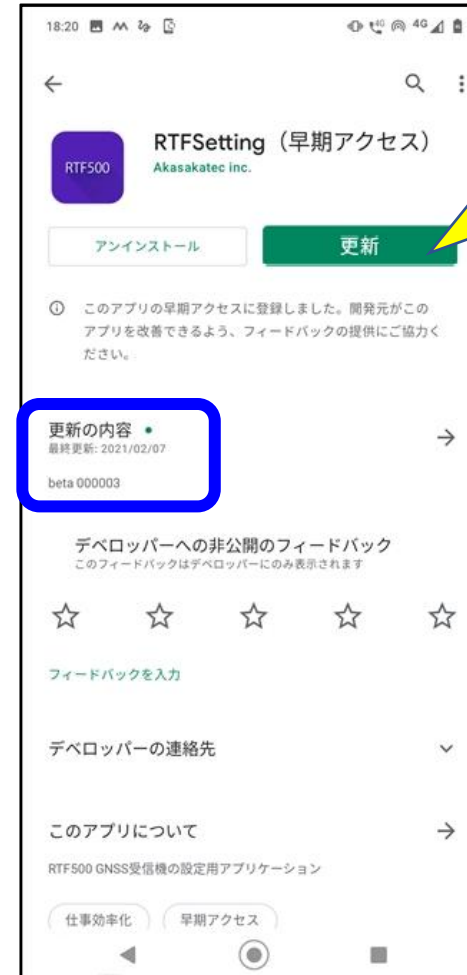 18:20
4G 4G
RTF500
RTFSetting（早期アクセス）
Akasakatec inc.
アンインストール
更新
このアプリの早期アクセスに登録しました。開発元がこの
アプリを改善できるよう、フィードバックの提供にご協力く
ださい。
更新の内容
最終更新: 2021/02/07
beta 000003
デベロッパーへの非公開のフィードバック
このフィードバックはデベロッパーにのみ表示されます
フィードバックを入力
デベロッパーの連絡先
このアプリについて
RTF500 GNSS受信機の設定用アプリケーション
仕事効率化
早期アクセス